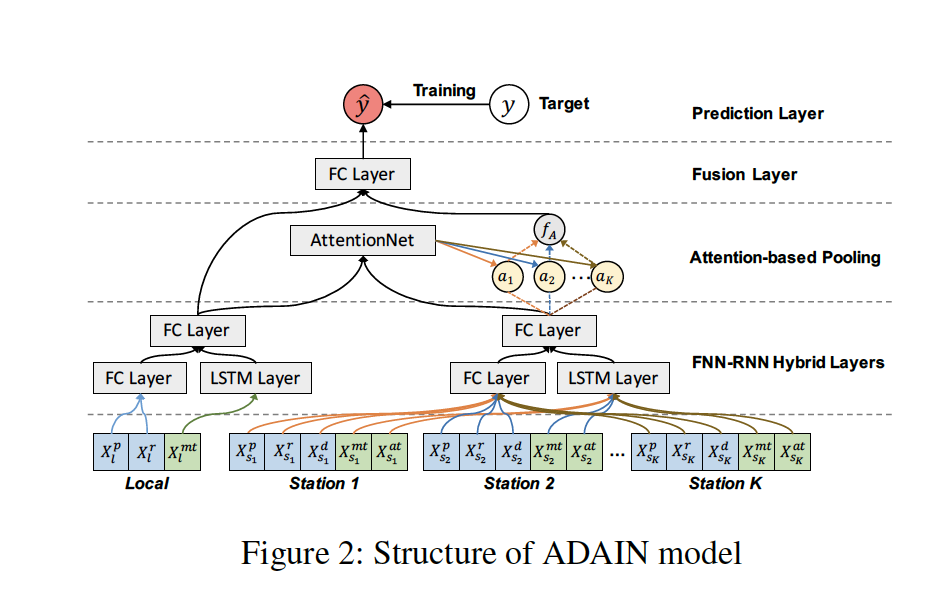 ŷ Training y Target
Prediction Layer
FC Layer
Fusion Layer
f_A
AttentionNet
Attention-based Pooling
a_1 a_2 ... a_K
FC Layer FC Layer
FNN-RNN Hybrid Layers
FC Layer LSTM Layer FC Layer LSTM Layer
X_l^p X_l^r X_l^mt X_{s_1}^p X_{s_1}^r X_{s_1}^d X_{s_1}^{mt} X_{s_1}^{at} X_{s_2}^p X_{s_2}^r X_{s_2}^d X_{s_2}^{mt} X_{s_2}^{at} ... X_{s_K}^p X_{s_K}^r X_{s_K}^d X_{s_K}^{mt} X_{s_K}^{at}
Local Station 1 Station 2 Station K
Figure 2: Structure of ADAIN model